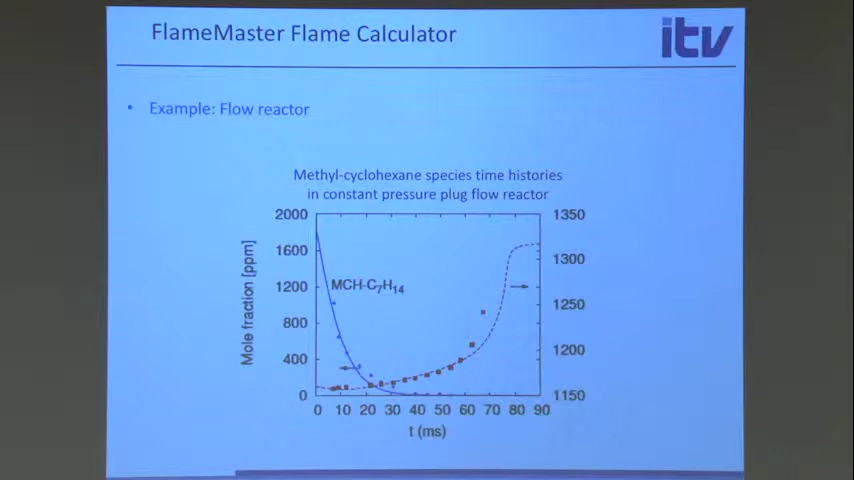 FlameMaster Flame Calculator
itv
• Example: Flow reactor
Methyl-cyclohexane species time histories
in constant pressure plug flow reactor
2000
1600
1200
800
400
0
Mole fraction [ppm]
MCH-C7H14
1350
1300
1250
1200
1150
0 10 20 30 40 50 60 70 80 90
t (ms)